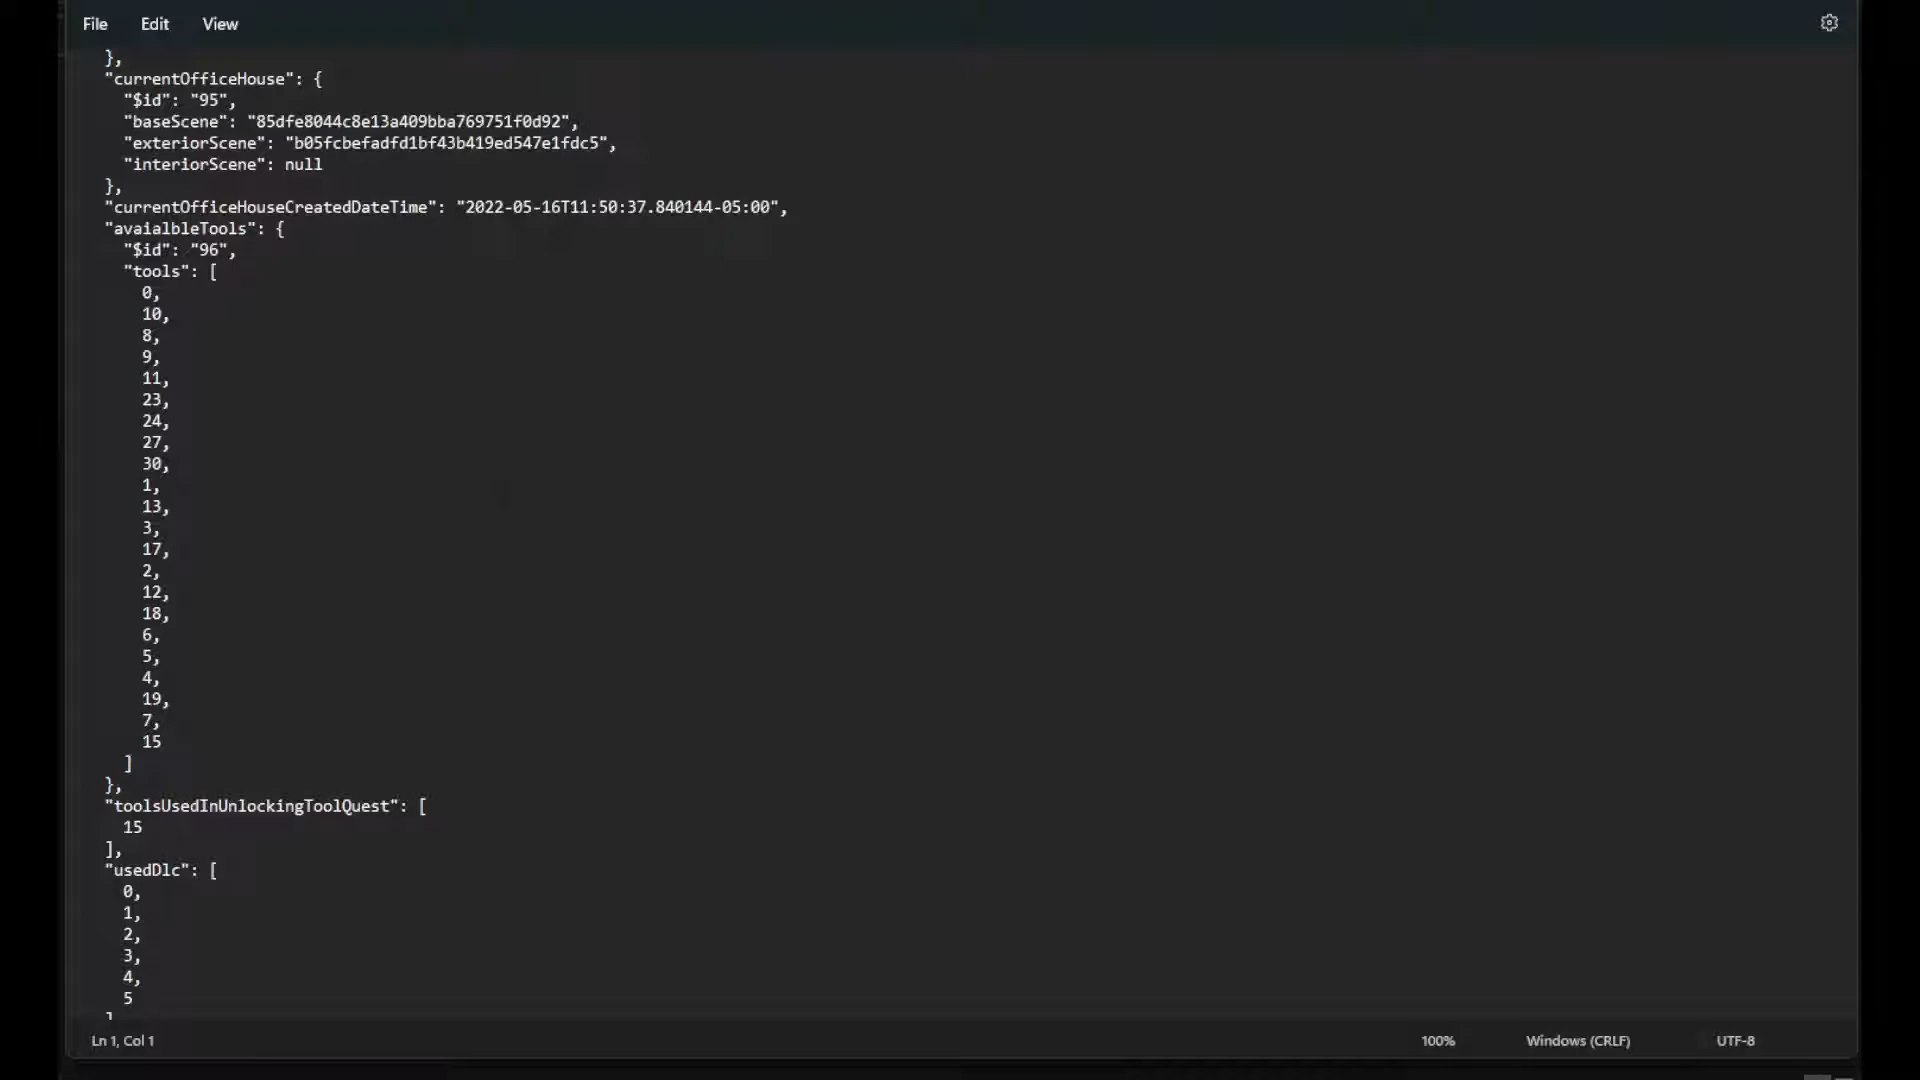 File Edit View
},
"currentOfficeHouse": {
"$id": "95",
"baseScene": "85dfe8044c8e13a409bba769751f0d92",
"exteriorScene": "b05fcbefadfd1bf43b419ed547e1fdc5",
"interiorScene": null
},
"currentOfficeHouseCreatedDateTime": "2022-05-16T11:50:37.840144-05:00",
"avaialbleTools": {
"$id": "96",
"tools": [
0,
10,
8,
9,
11,
23,
24,
27,
30,
1,
13,
3,
17,
2,
12,
18,
6,
5,
4,
19,
7,
15
]
},
"toolsUsedInUnlockingToolQuest": [
15
],
"usedDlc": [
0,
1,
2,
3,
4,
5
]
Ln 1, Col 1 100% Windows (CRLF) UTF-8